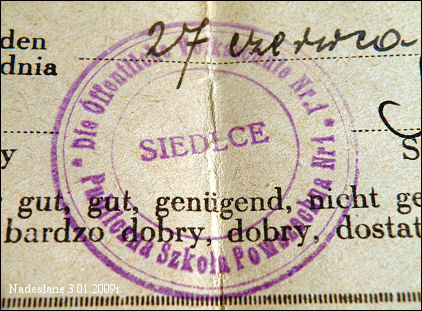 den 27 czerwca
dnia
* Die Öffentliche Volksschule Nr. 1 *
SIEDLCE
Publiczna Szkoła Powszechna Nr 1
y S
gut, gut, genügend, nicht ge
bardzo dobry, dobry, dostat
Nadesłane 3.01.2009r.